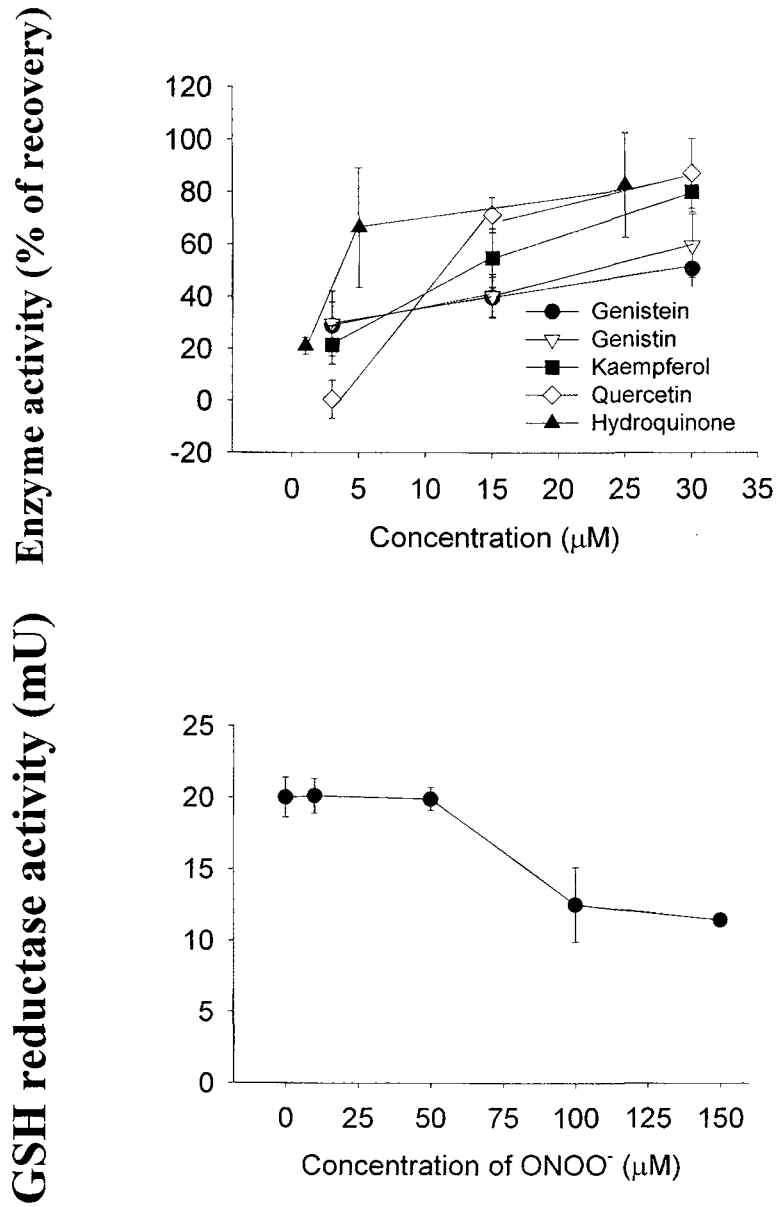 Enzyme activity (% of recovery)
120
100
80
60
40
20
0
-20
Genistein
Genistin
Kaempferol
Quercetin
Hydroquinone
0 5 10 15 20 25 30 35
Concentration (μM)
GSH reductase activity (mU)
25
20
15
10
5
0
0 25 50 75 100 125 150
Concentration of ONOO⁻ (μM)